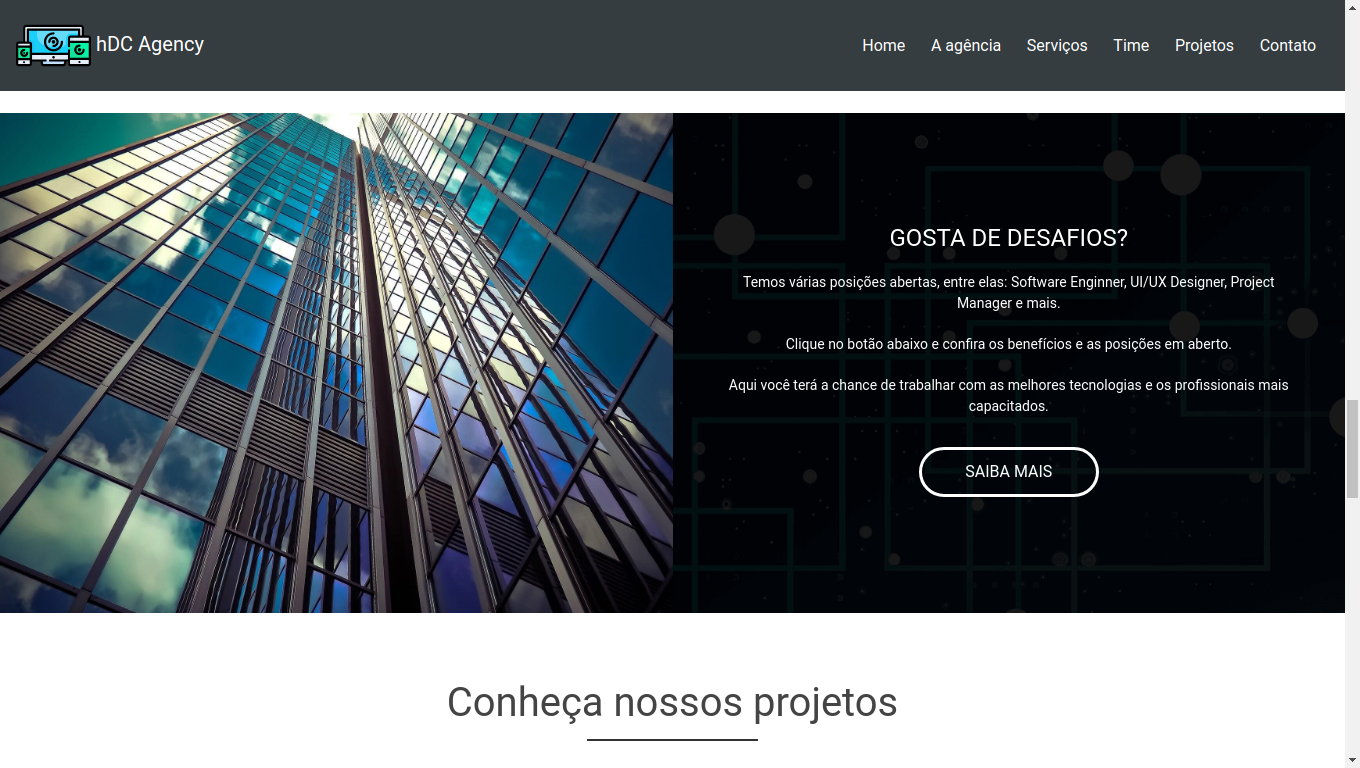 hDC Agency
Home A agência Serviços Time Projetos Contato
GOSTA DE DESAFIOS?
Temos várias posições abertas, entre elas: Software Enginner, UI/UX Designer, Project
Manager e mais.
Clique no botão abaixo e confira os benefícios e as posições em aberto.
Aqui você terá a chance de trabalhar com as melhores tecnologias e os profissionais mais
capacitados.
SAIBA MAIS
Conheça nossos projetos